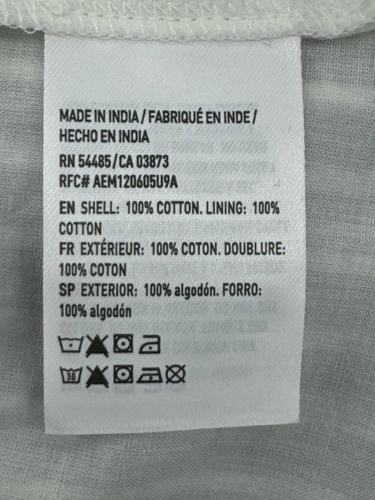 MADE IN INDIA / FABRIQUÉ EN INDE /
HECHO EN INDIA
RN 54485/CA 03873
RFC# AEM120605U9A
EN SHELL: 100% COTTON. LINING: 100%
COTTON
FR EXTÉRIEUR: 100% COTON. DOUBLURE:
100% COTON
SP EXTERIOR: 100% algodón. FORRO:
100% algodón
30